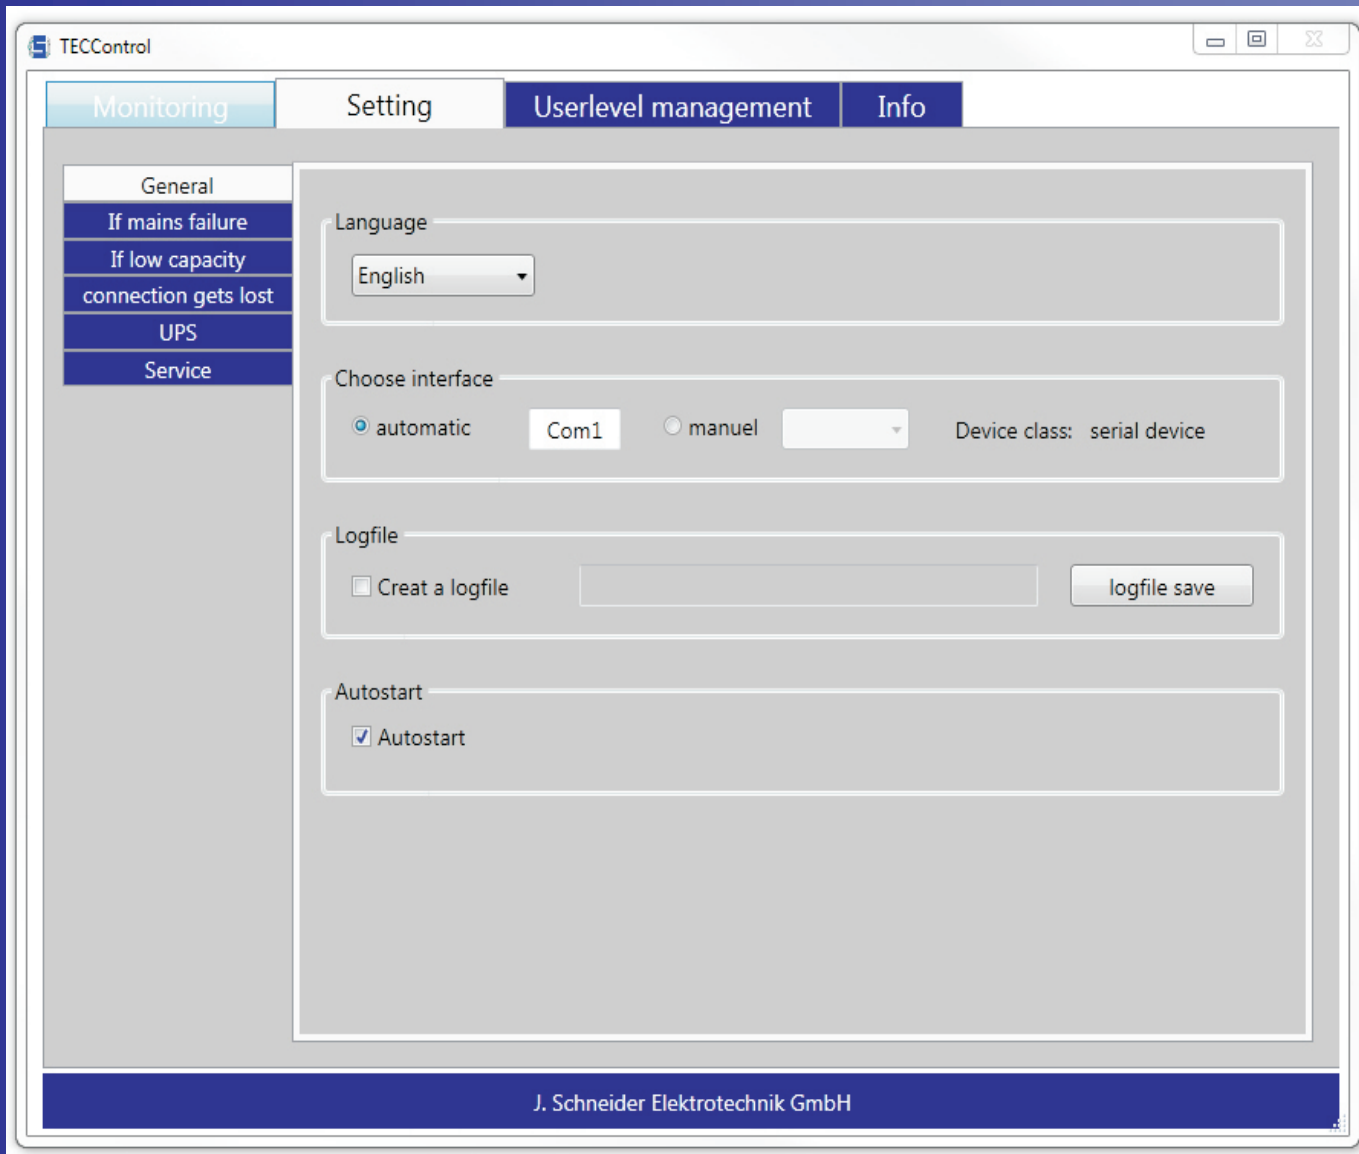 TECControl
Monitoring Setting Userlevel management Info
General
If mains failure
If low capacity
connection gets lost
UPS
Service
Language
English
Choose interface
automatic Com1 manuel Device class: serial device
Logfile
Creat a logfile logfile save
Autostart
Autostart
J. Schneider Elektrotechnik GmbH